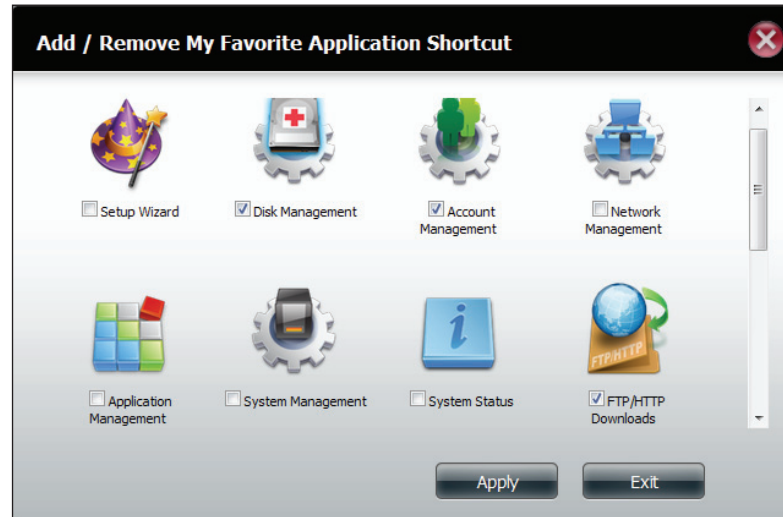 Add / Remove My Favorite Application Shortcut
Setup Wizard
Disk Management
Account
Management
Network
Management
FTP/HTTP
Application
Management
System Management
System Status
FTP/HTTP
Downloads
Apply
Exit